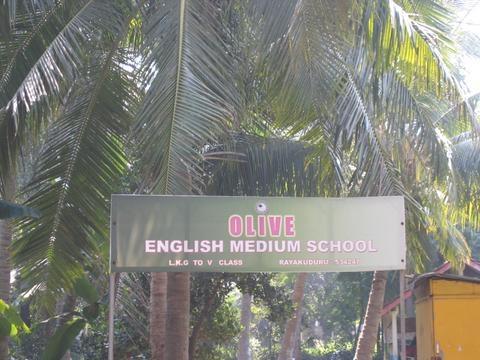 OLIVE
ENGLISH MEDIUM SCHOOL
L.K.G TO V CLASS RAYAKUDURU - 534247